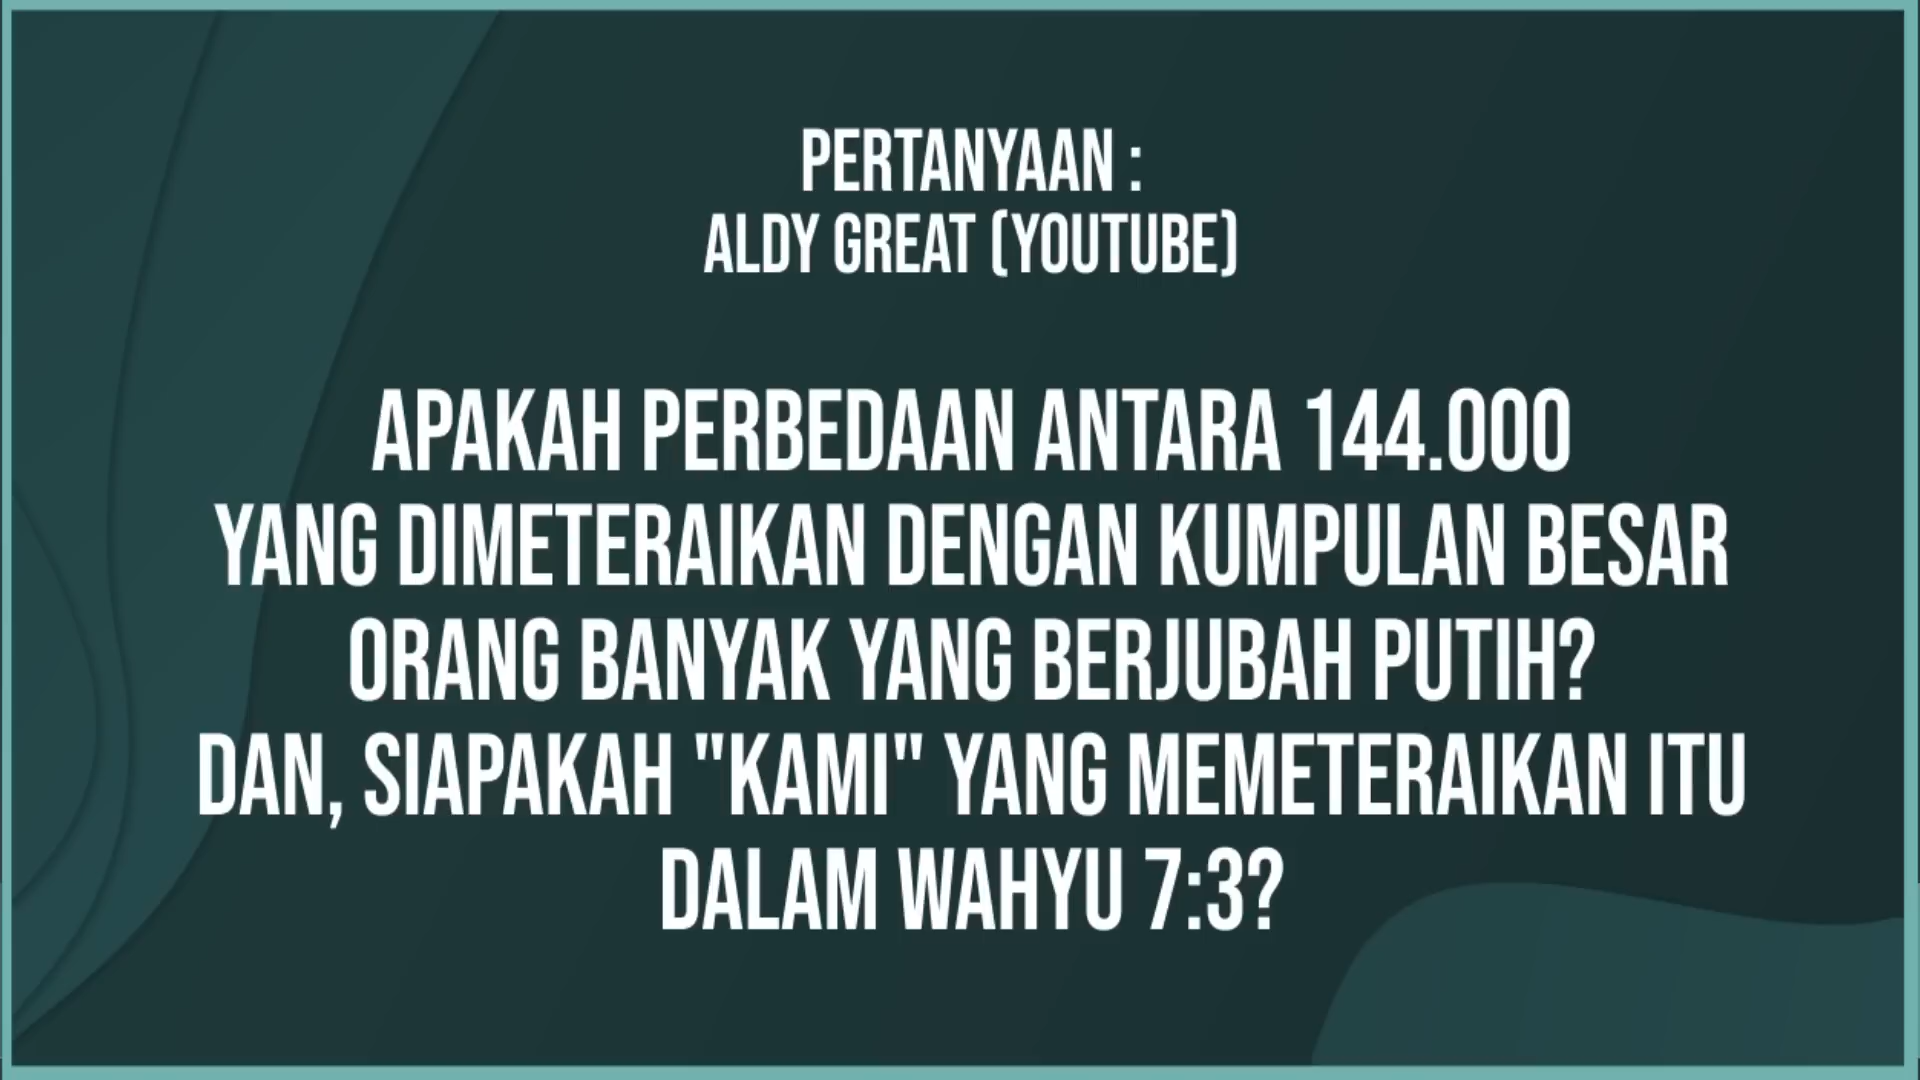 PERTANYAAN :
ALDY GREAT (YOUTUBE)
APAKAH PERBEDAAN ANTARA 144.000
YANG DIMETERAIKAN DENGAN KUMPULAN BESAR
ORANG BANYAK YANG BERJUBAH PUTIH?
DAN, SIAPAKAH "KAMI" YANG MEMETERAIKAN ITU
DALAM WAHYU 7:3?